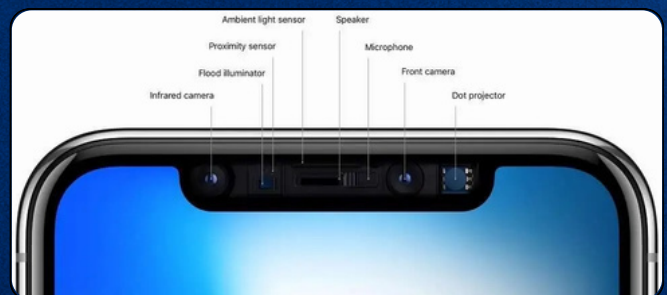 Ambient light sensor Speaker
Proximity sensor Microphone
Flood illuminator Front camera
Infrared camera Dot projector